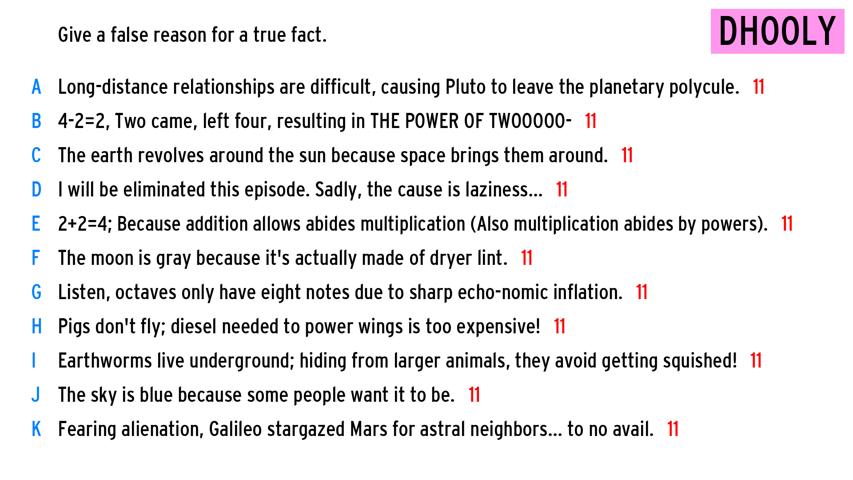 Give a false reason for a true fact.
DHOOLY
A Long-distance relationships are difficult, causing Pluto to leave the planetary polycule. 11
B 4-2=2, Two came, left four, resulting in THE POWER OF TWOOOOO- 11
C The earth revolves around the sun because space brings them around. 11
D I will be eliminated this episode. Sadly, the cause is laziness... 11
E 2+2=4; Because addition allows abides multiplication (Also multiplication abides by powers). 11
F The moon is gray because it's actually made of dryer lint. 11
G Listen, octaves only have eight notes due to sharp echo-nomic inflation. 11
H Pigs don't fly; diesel needed to power wings is too expensive! 11
I Earthworms live underground; hiding from larger animals, they avoid getting squished! 11
J The sky is blue because some people want it to be. 11
K Fearing alienation, Galileo stargazed Mars for astral neighbors... to no avail. 11